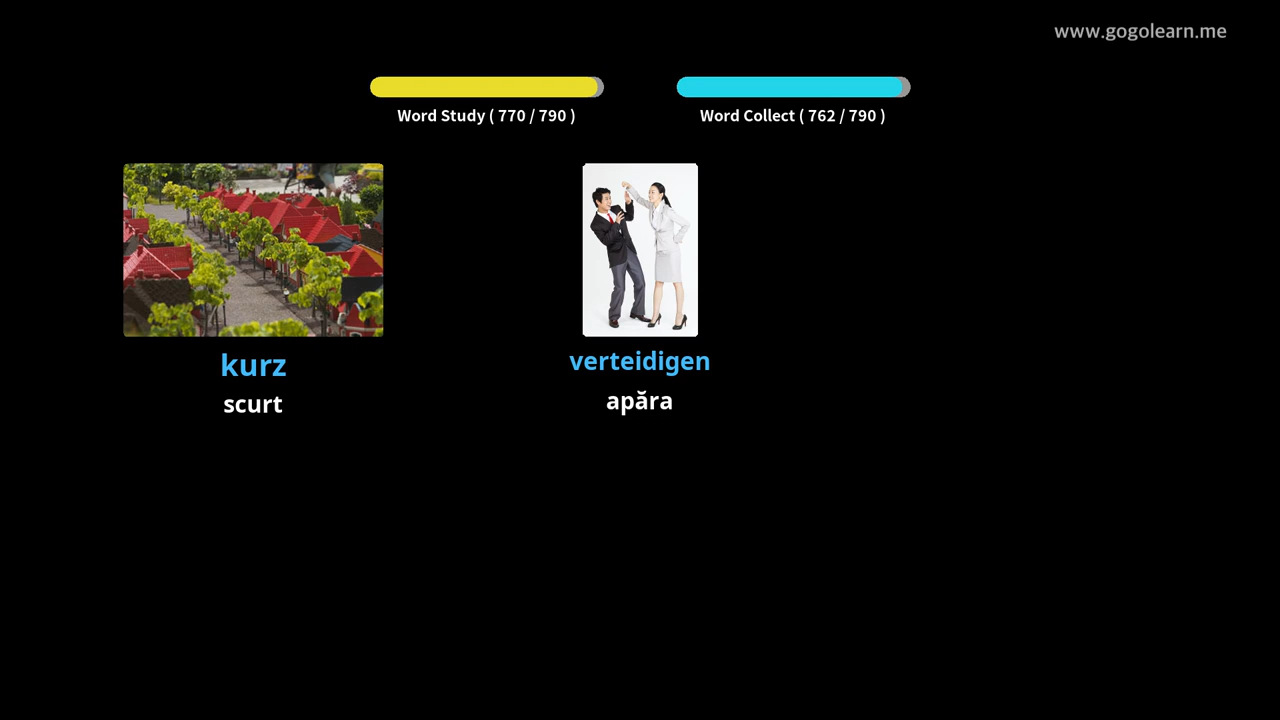 www.gogolearn.me
Word Study ( 770 / 790 )
Word Collect ( 762 / 790 )
kurz
scurt
verteidigen
apăra